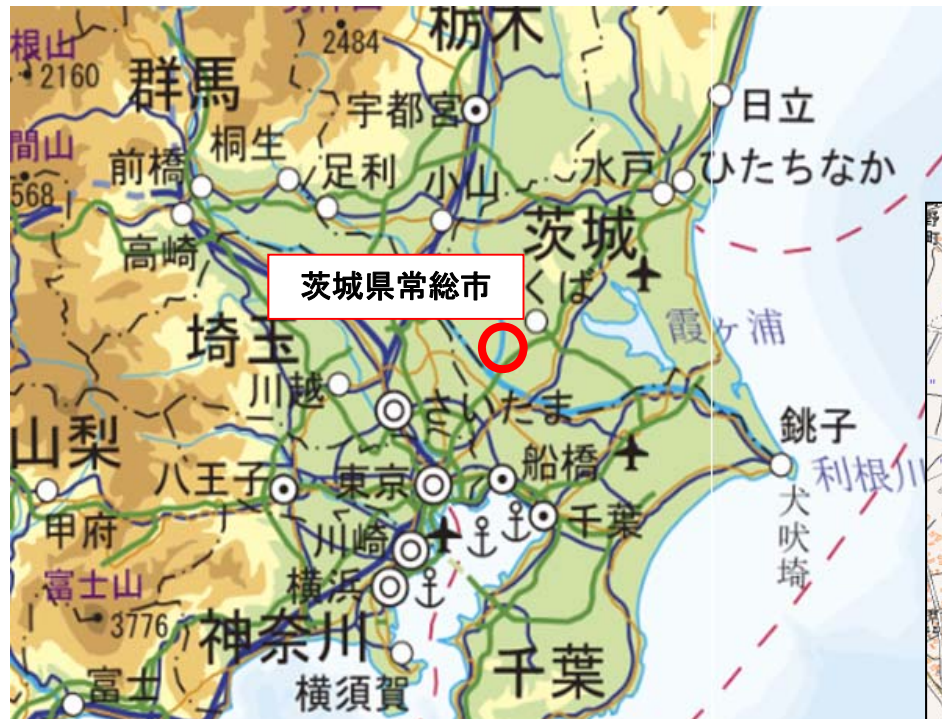 栃木
根山
2484
2160
群馬
宇都宮
日立
間山
桐生
前橋
足利
小山
水戸
ひたちなか
568
茨城
高崎
茨城県常総市
くば
霞ヶ浦
埼玉
川越
さいたま
山梨
銚子
船橋
八王子
東京
利根川
甲府
川崎
千葉
犬吠埼
富士山
横浜
3776
神奈川
千葉
横須賀
富士